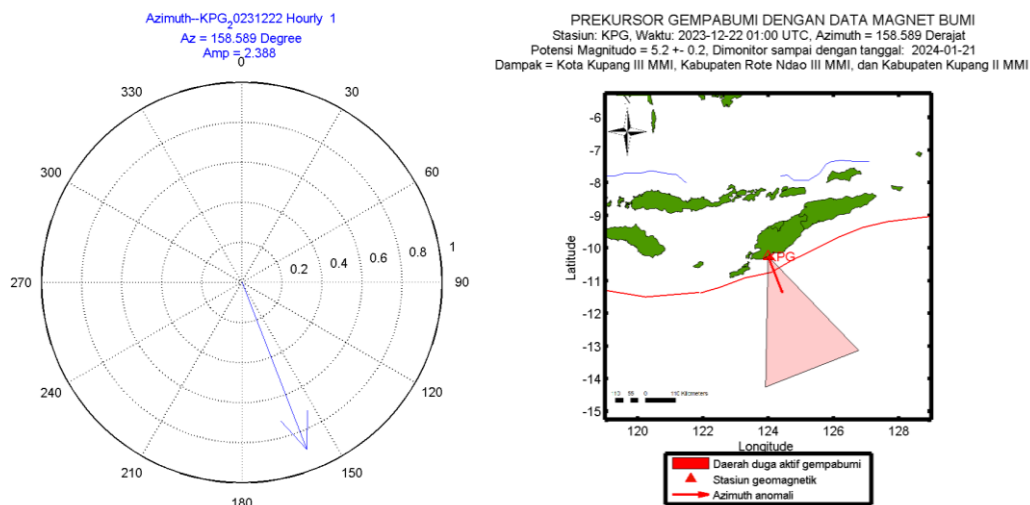 Azimuth--KPG20231222 Hourly 1
Az = 158.589 Degree
Amp = 2.388
0
30
60
90
120
150
180
210
240
270
300
330
0.2
0.4
0.6
0.8
1
PREKURSOR GEMPABUMI DENGAN DATA MAGNET BUMI
Stasiun: KPG, Waktu: 2023-12-22 01:00 UTC, Azimuth = 158.589 Derajat
Potensi Magnitudo = 5.2 +- 0.2, Dimonitor sampai dengan tanggal: 2024-01-21
Dampak = Kota Kupang III MMI, Kabupaten Rote Ndao III MMI, dan Kabupaten Kupang II MMI
-6
-7
-8
-9
-10
-11
-12
-13
-14
-15
Latitude
KPG
110 55 0 110 Kilometers
120
122
124
126
128
Longitude
Daerah duga aktif gempabumi
Stasiun geomagnetik
Azimuth anomali